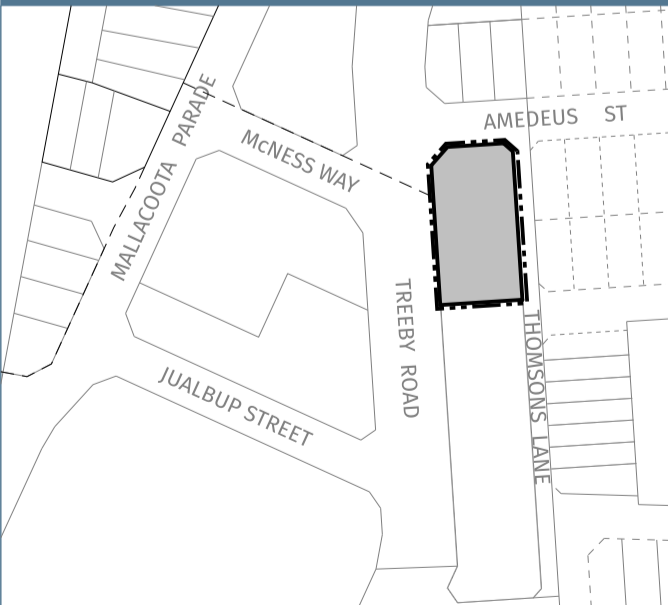 AMEDEUS ST
McNESS WAY
MALLACOOTA PARADE
TREEBY ROAD
THOMSONS LANE
JUALBUP STREET